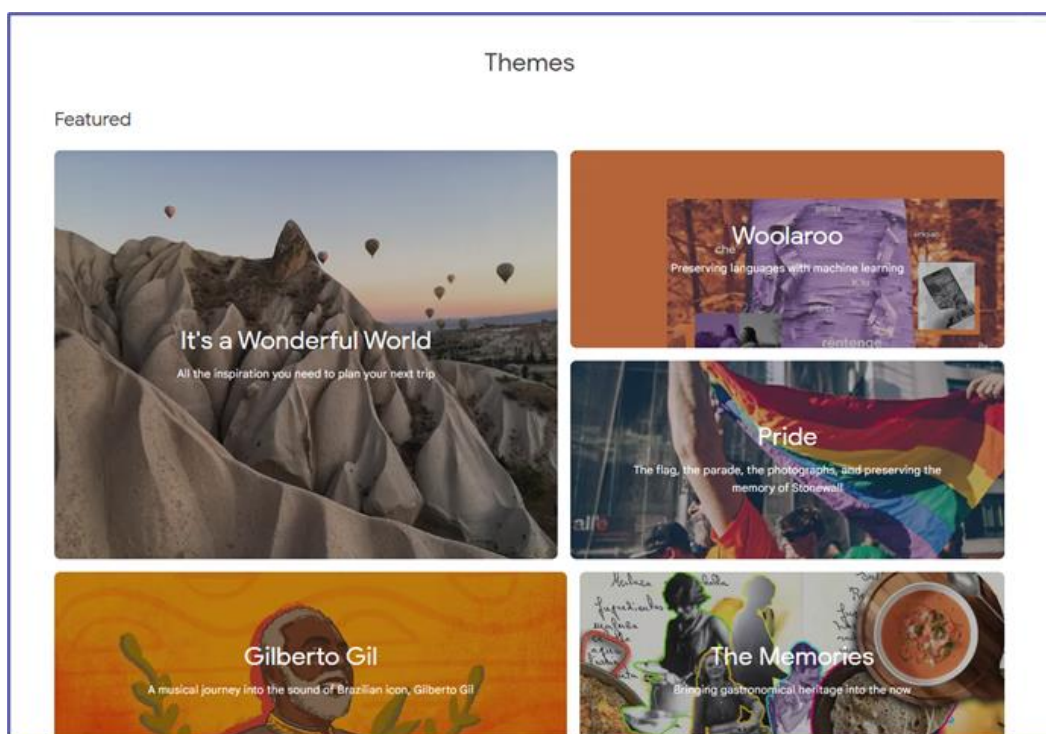 Themes
Featured
It's a Wonderful World
All the inspiration you need to plan your next trip
Woolaroo
che
Preserving languages with machine learning
rëntonge
Pride
The flag, the parade, the photographs, and preserving the
memory of Stonewall
Gilberto Gil
A musical journey into the sound of Brazilian icon, Gilberto Gil
The Memories
Bringing gastronomical heritage into the now